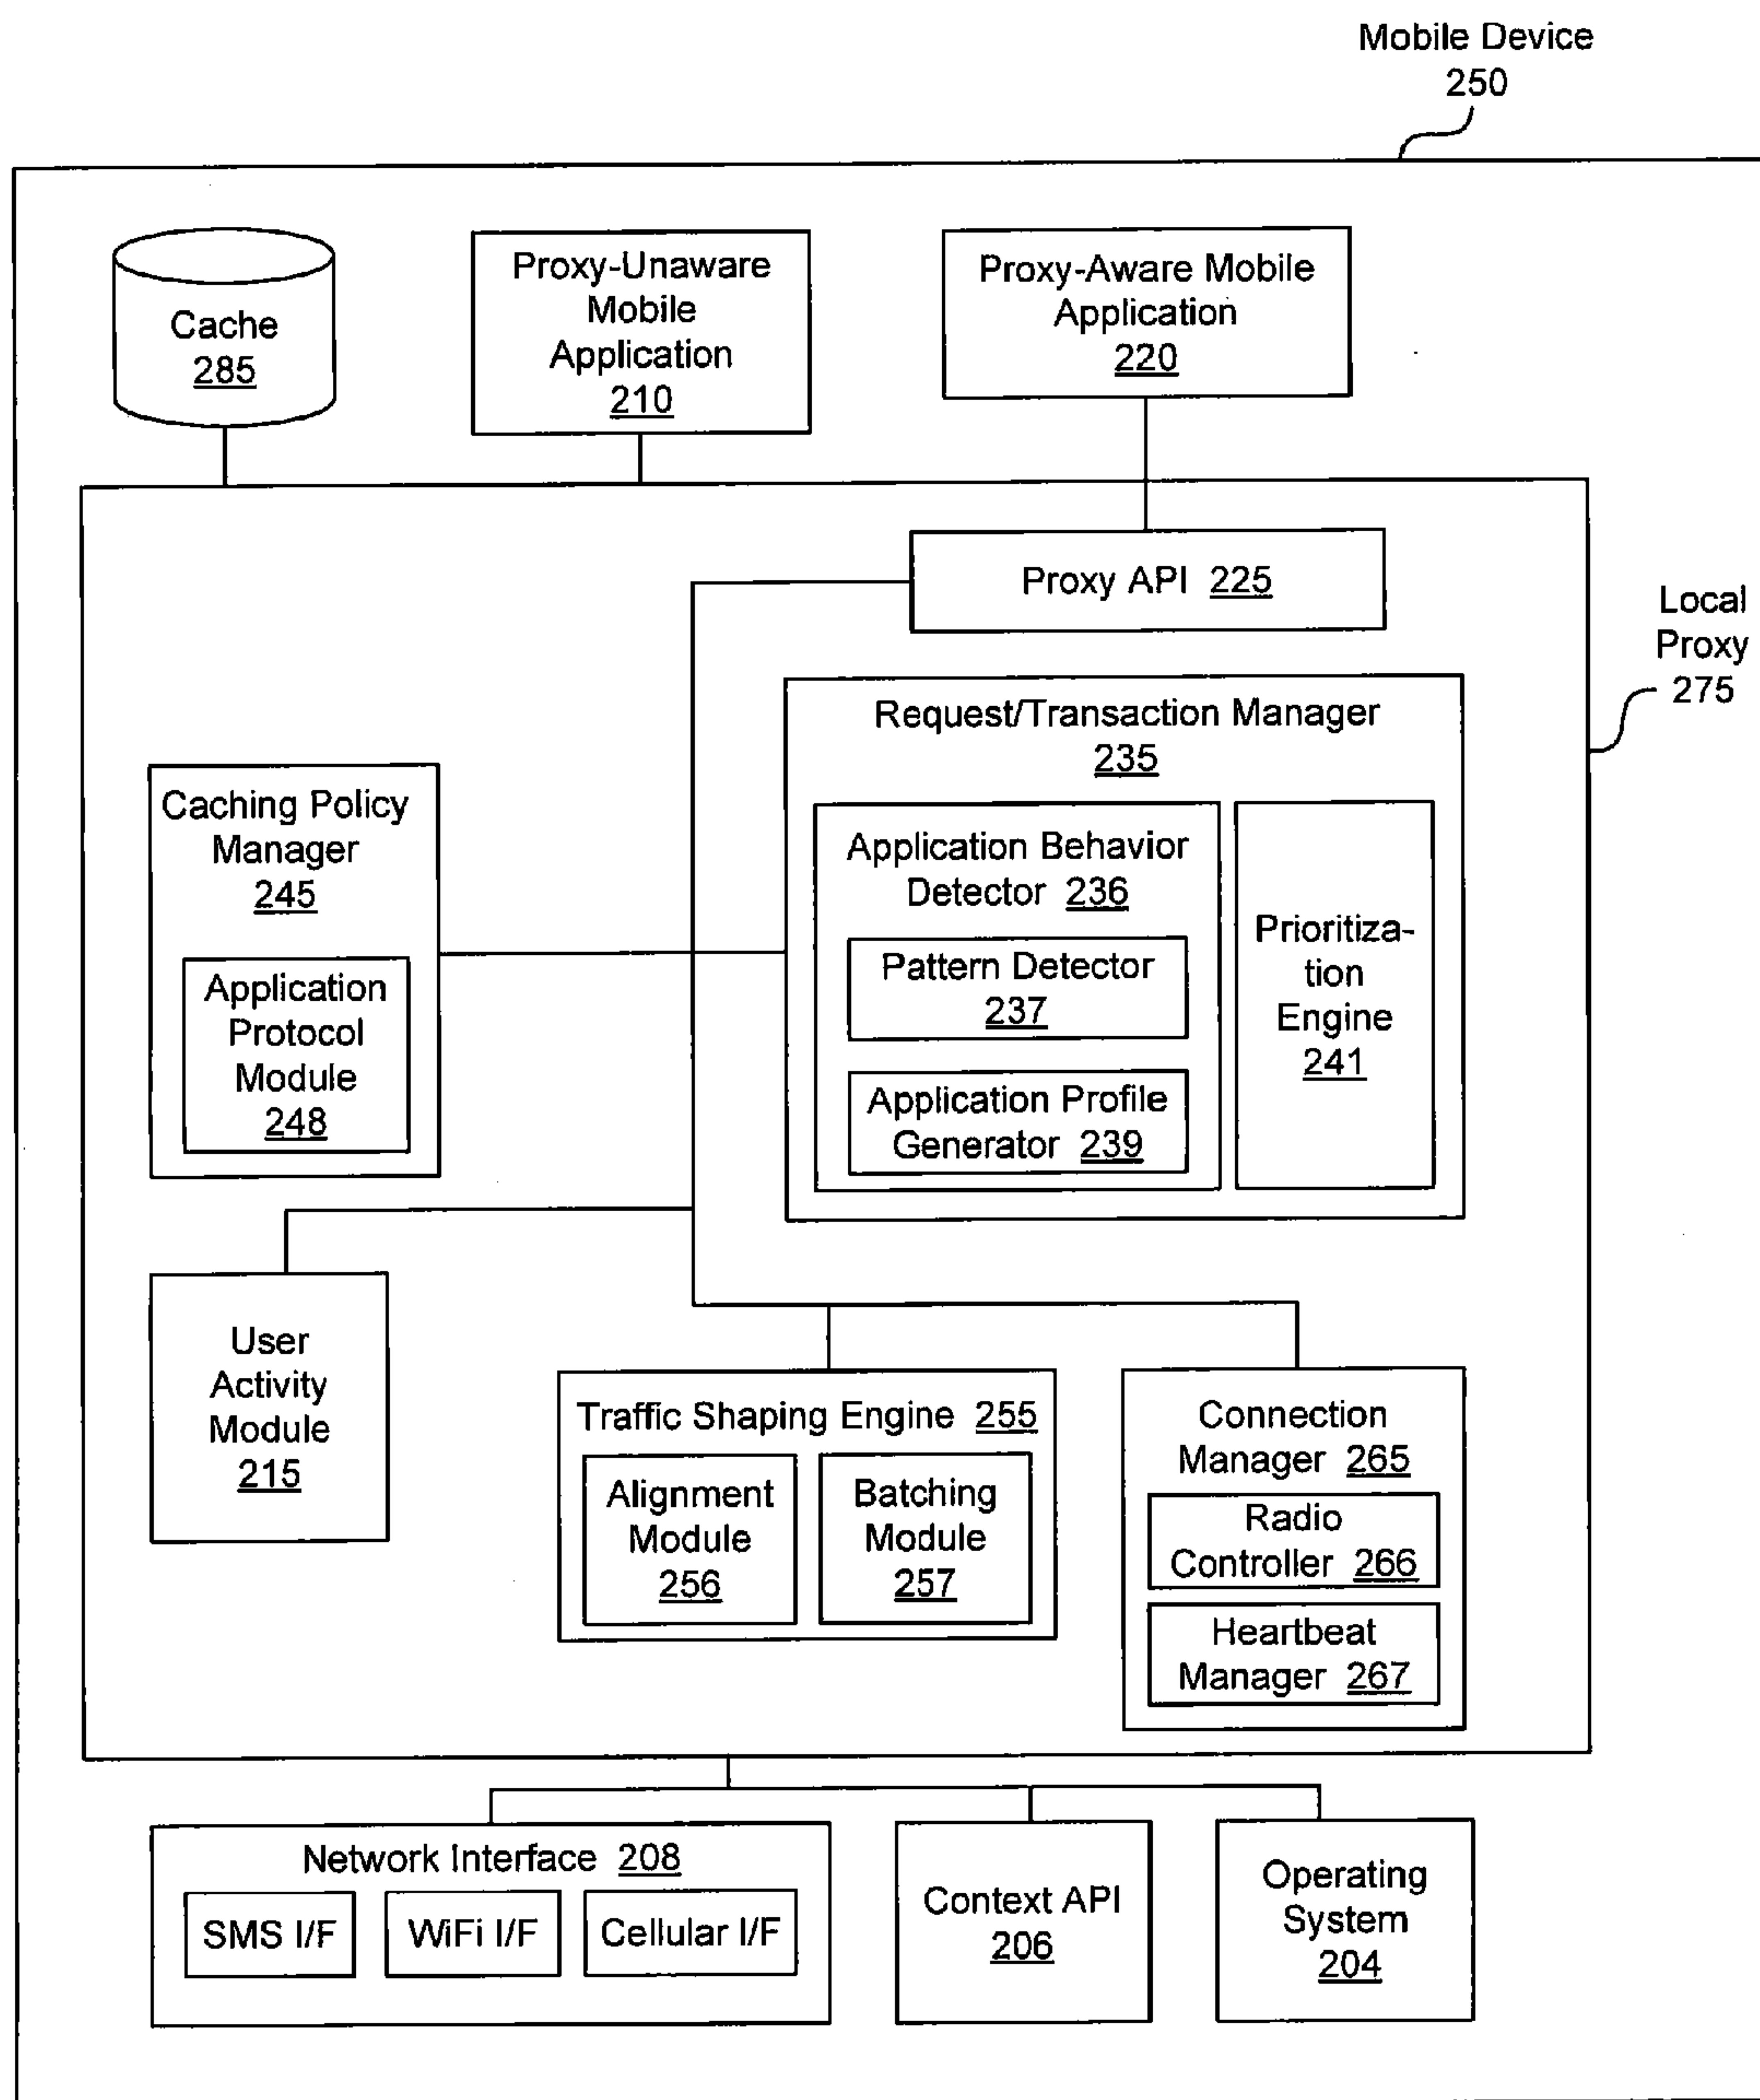 Mobile Device
250
Cache
285
Proxy-Unaware
Mobile
Application
210
Proxy-Aware Mobile
Application
220
Proxy API 225
Local
Proxy
275
Request/Transaction Manager
235
Caching Policy
Manager
245
Application
Protocol
Module
248
Application Behavior
Detector 236
Pattern Detector
237
Application Profile
Generator 239
Prioritiza-
tion
Engine
241
User
Activity
Module
215
Traffic Shaping Engine 255
Alignment
Module
256
Batching
Module
257
Connection
Manager 265
Radio
Controller 266
Heartbeat
Manager 267
Network Interface 208
SMS I/F
WiFi I/F
Cellular I/F
Context API
206
Operating
System
204